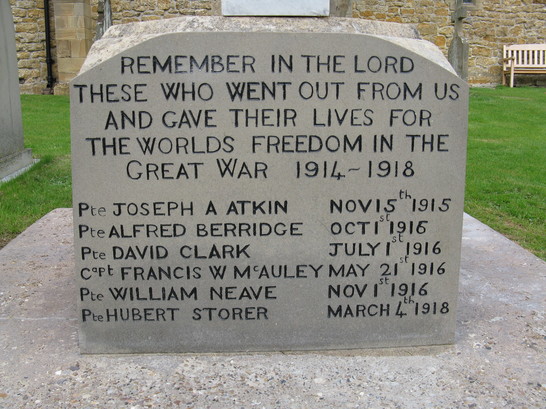 REMEMBER IN THE LORD
THESE WHO WENT OUT FROM US
AND GAVE THEIR LIVES FOR
THE WORLDS FREEDOM IN THE
GREAT WAR 1914~1918
Pte JOSEPH A ATKIN NOV 15th 1915
Pte ALFRED BERRIDGE OCT 1st 1916
Pte DAVID CLARK JULY 1st 1916
Capt FRANCIS W McAULEY MAY 21st 1916
Pte WILLIAM NEAVE NOV 1st 1916
Pte HUBERT STORER MARCH 4th 1918